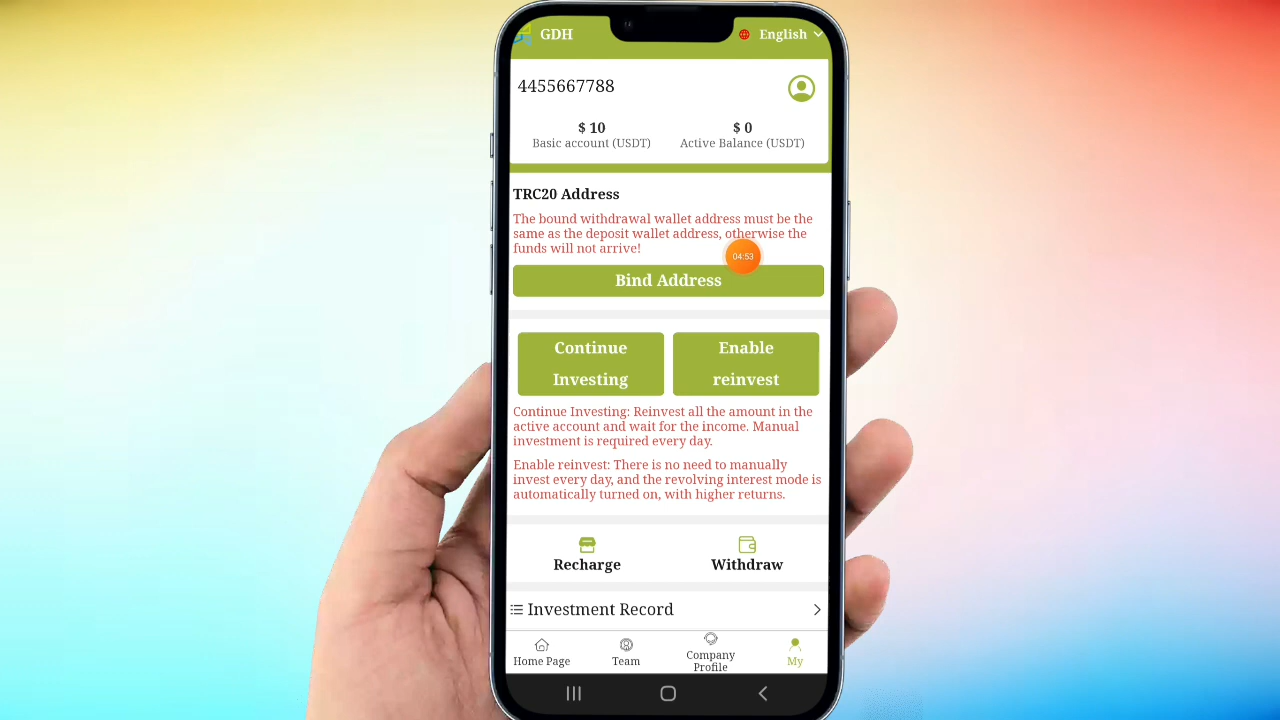 GDH
English
4455667788
$ 10
$ 0
Basic account (USDT)
Active Balance (USDT)
TRC20 Address
The bound withdrawal wallet address must be the
same as the deposit wallet address, otherwise the
funds will not arrive!
04:53
Bind Address
Continue
Investing
Enable
reinvest
Continue Investing: Reinvest all the amount in the
active account and wait for the income. Manual
investment is required every day.
Enable reinvest: There is no need to manually
invest every day, and the revolving interest mode is
automatically turned on, with higher returns.
Recharge
Withdraw
Investment Record
Home Page
Team
Company
Profile
My